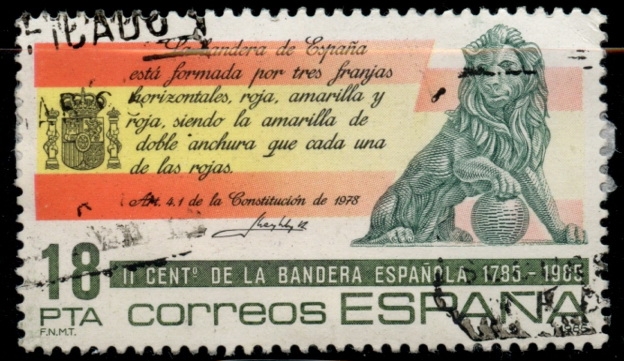 FICADO
La Bandera de España
está formada por tres franjas
horizontales, roja, amarilla y
roja, siendo la amarilla de
doble anchura que cada una
de las rojas.
Art. 4.1 de la Constitución de 1978
18
PTA
II CENTº DE LA BANDERA ESPAÑOLA 1785-1985
correos ESPAÑA
F.N.M.T.
1985